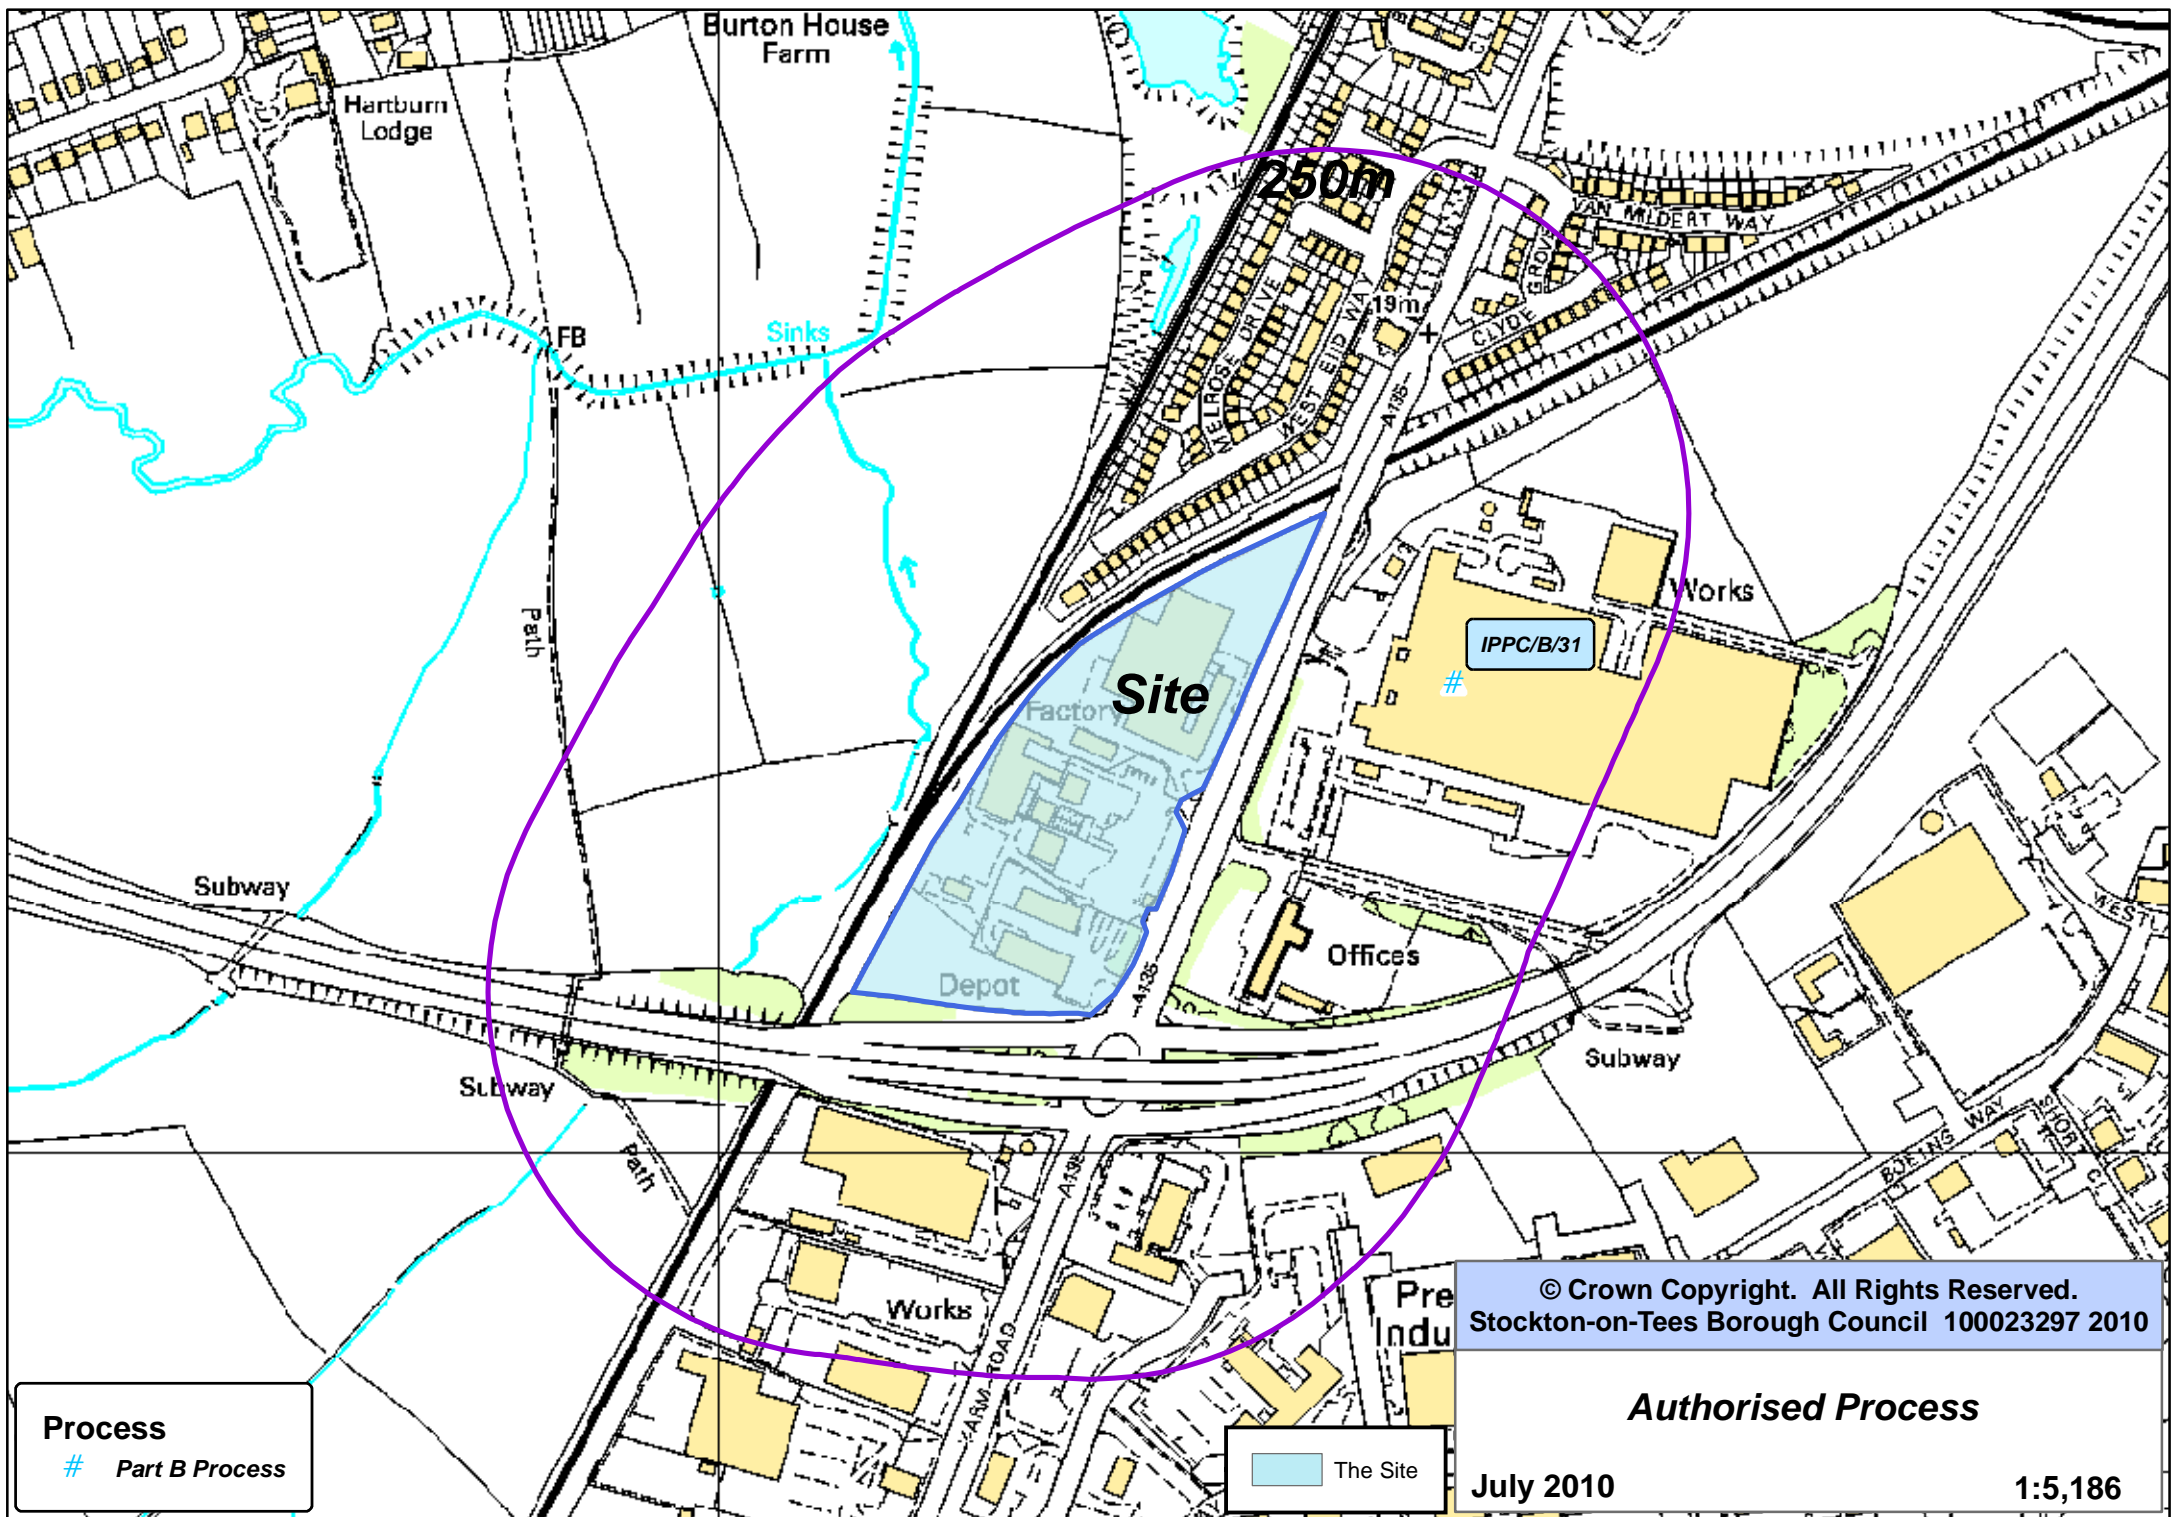 Burton House
Farm
Hartburn
Lodge
250m
VAN MILDERT WAY
GROVE
19m
CLYDE
MELROSE DRIVE
WEST END WAY
A135
FB
Sinks
Path
Works
IPPC/B/31
#
Site
Factory
Subway
Depot
A135
Offices
Subway
Subway
Path
A135
Works
YARM ROAD
BOEING WAY
Pre
Indu
© Crown Copyright. All Rights Reserved.
Stockton-on-Tees Borough Council 100023297 2010
Authorised Process
July 2010
1:5,186
The Site
Process
# Part B Process